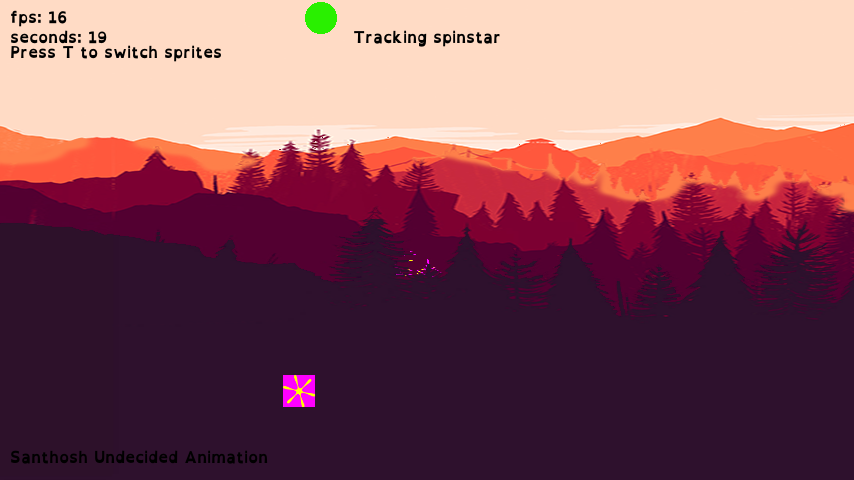 fps: 16
seconds: 19
Tracking spinstar
Press T to switch sprites
Santhosh Undecided Animation